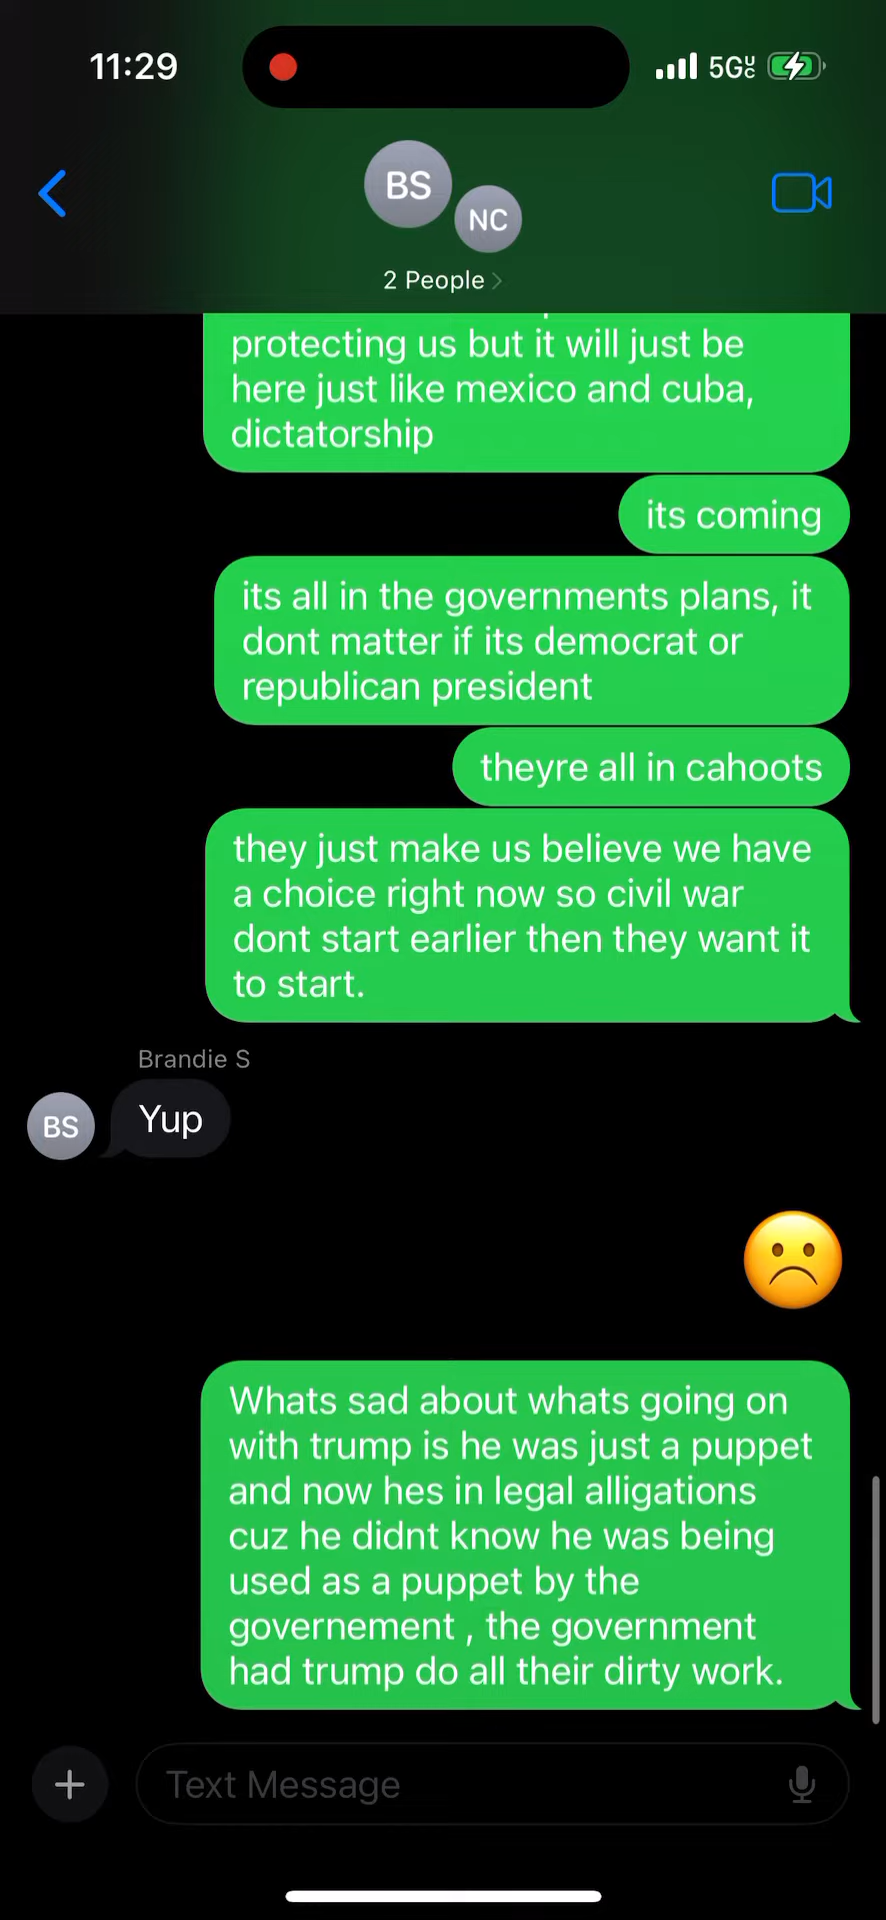 11:29
5GUC
BS
NC
2 People
protecting us but it will just be
here just like mexico and cuba,
dictatorship
its coming
its all in the governments plans, it
dont matter if its democrat or
republican president
theyre all in cahoots
they just make us believe we have
a choice right now so civil war
dont start earlier then they want it
to start.
Brandie S
BS
Yup
Whats sad about whats going on
with trump is he was just a puppet
and now hes in legal alligations
cuz he didnt know he was being
used as a puppet by the
governement , the government
had trump do all their dirty work.
Text Message